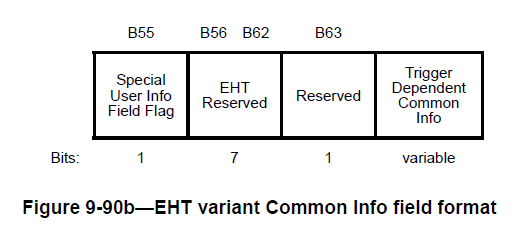 B55 B56 B62 B63
Special
User Info
Field Flag
EHT
Reserved
Reserved
Trigger
Dependent
Common
Info
Bits: 1 7 1 variable
Figure 9-90b—EHT variant Common Info field format